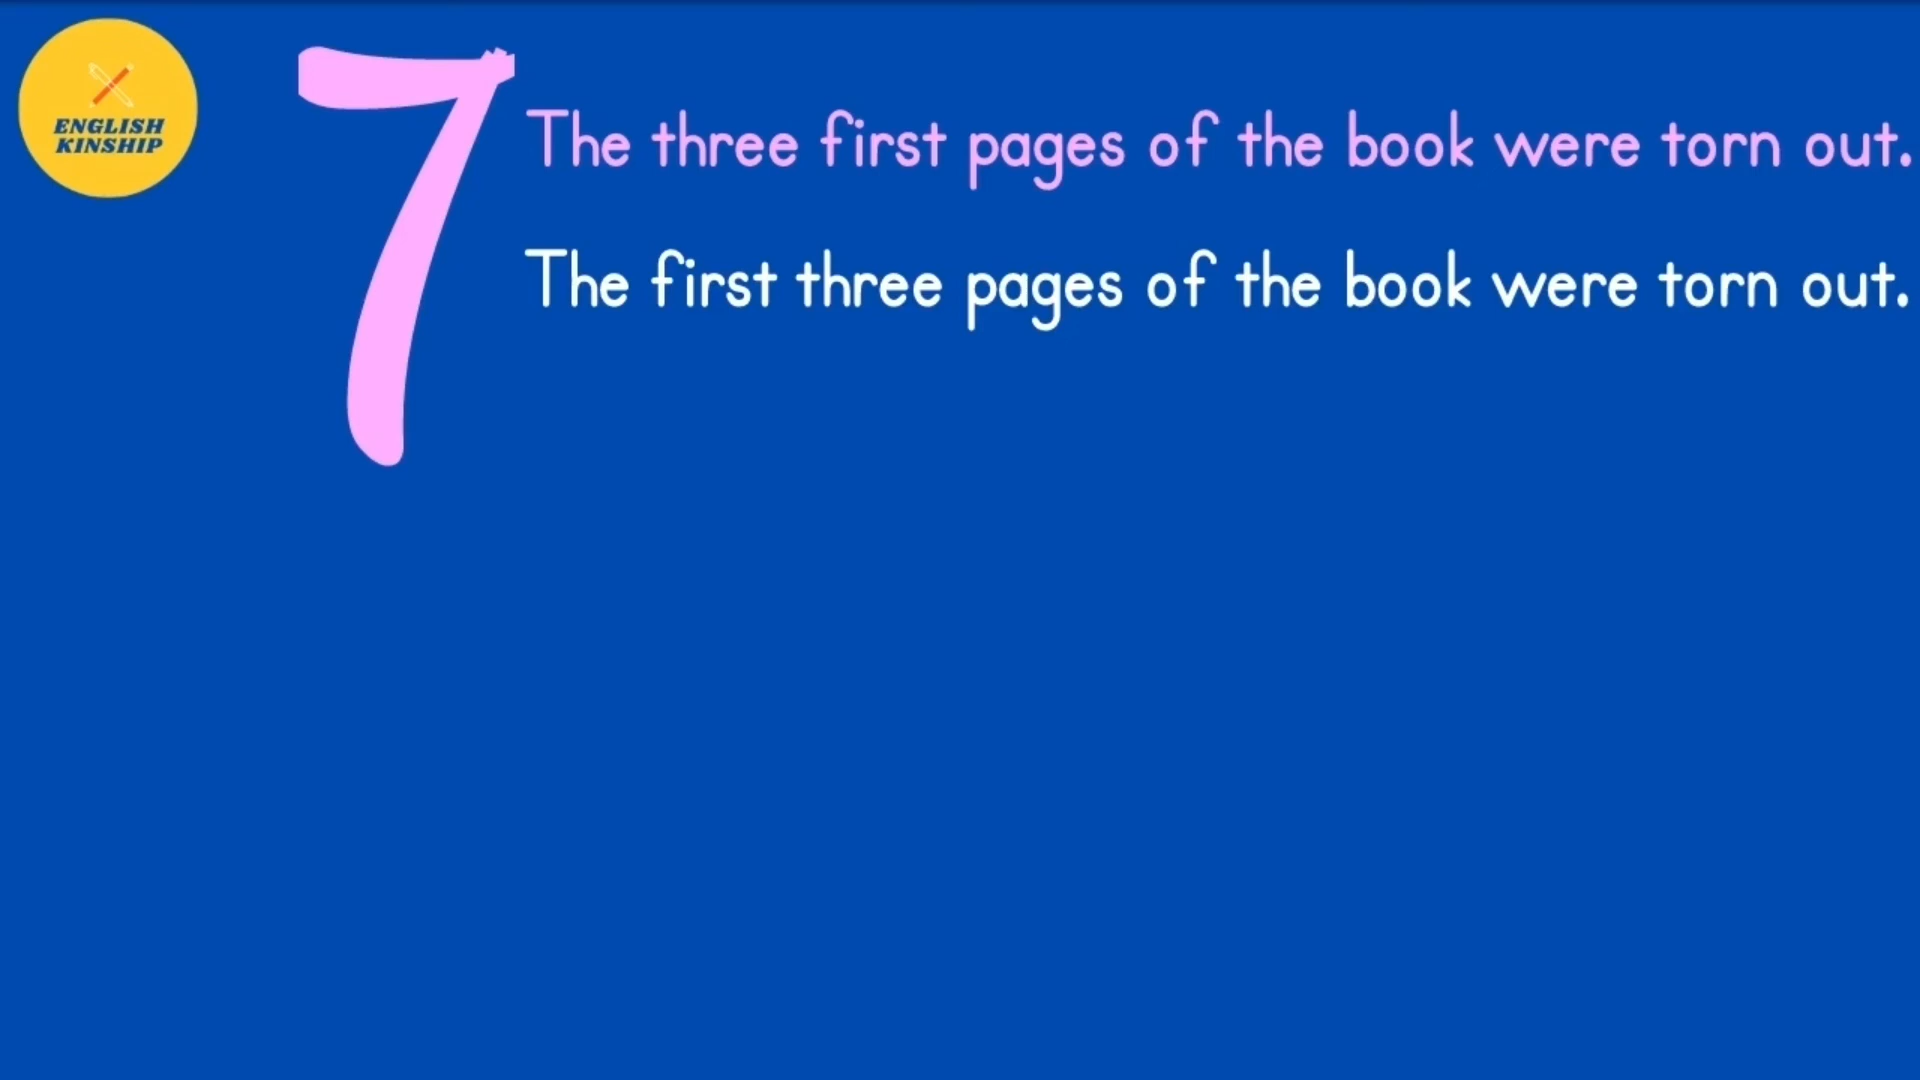 ENGLISH
KINSHIP
7
The three first pages of the book were torn out.
The first three pages of the book were torn out.